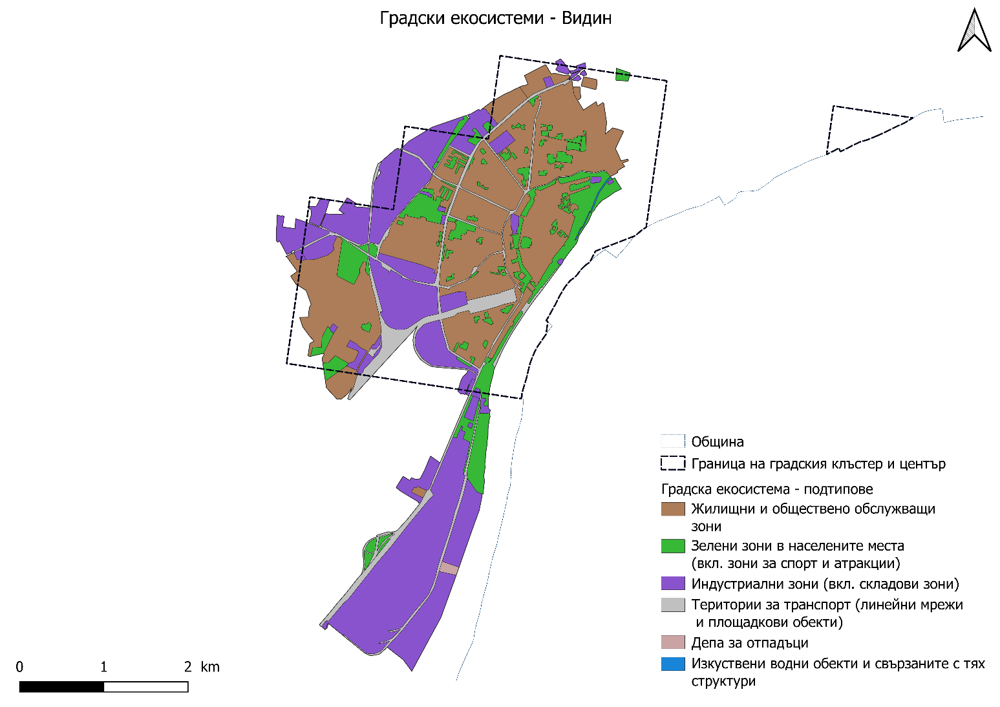 Градски екосистеми - Видин
Община
Граница на градския клъстер и център
Градска екосистема - подтипове
Жилищни и обществено обслужващи
зони
Зелени зони в населените места
(вкл. зони за спорт и атракции)
Индустриални зони (вкл. складови зони)
Територии за транспорт (линейни мрежи
и площадкови обекти)
Депа за отпадъци
Изкуствени водни обекти и свързаните с тях
структури
0 1 2 km